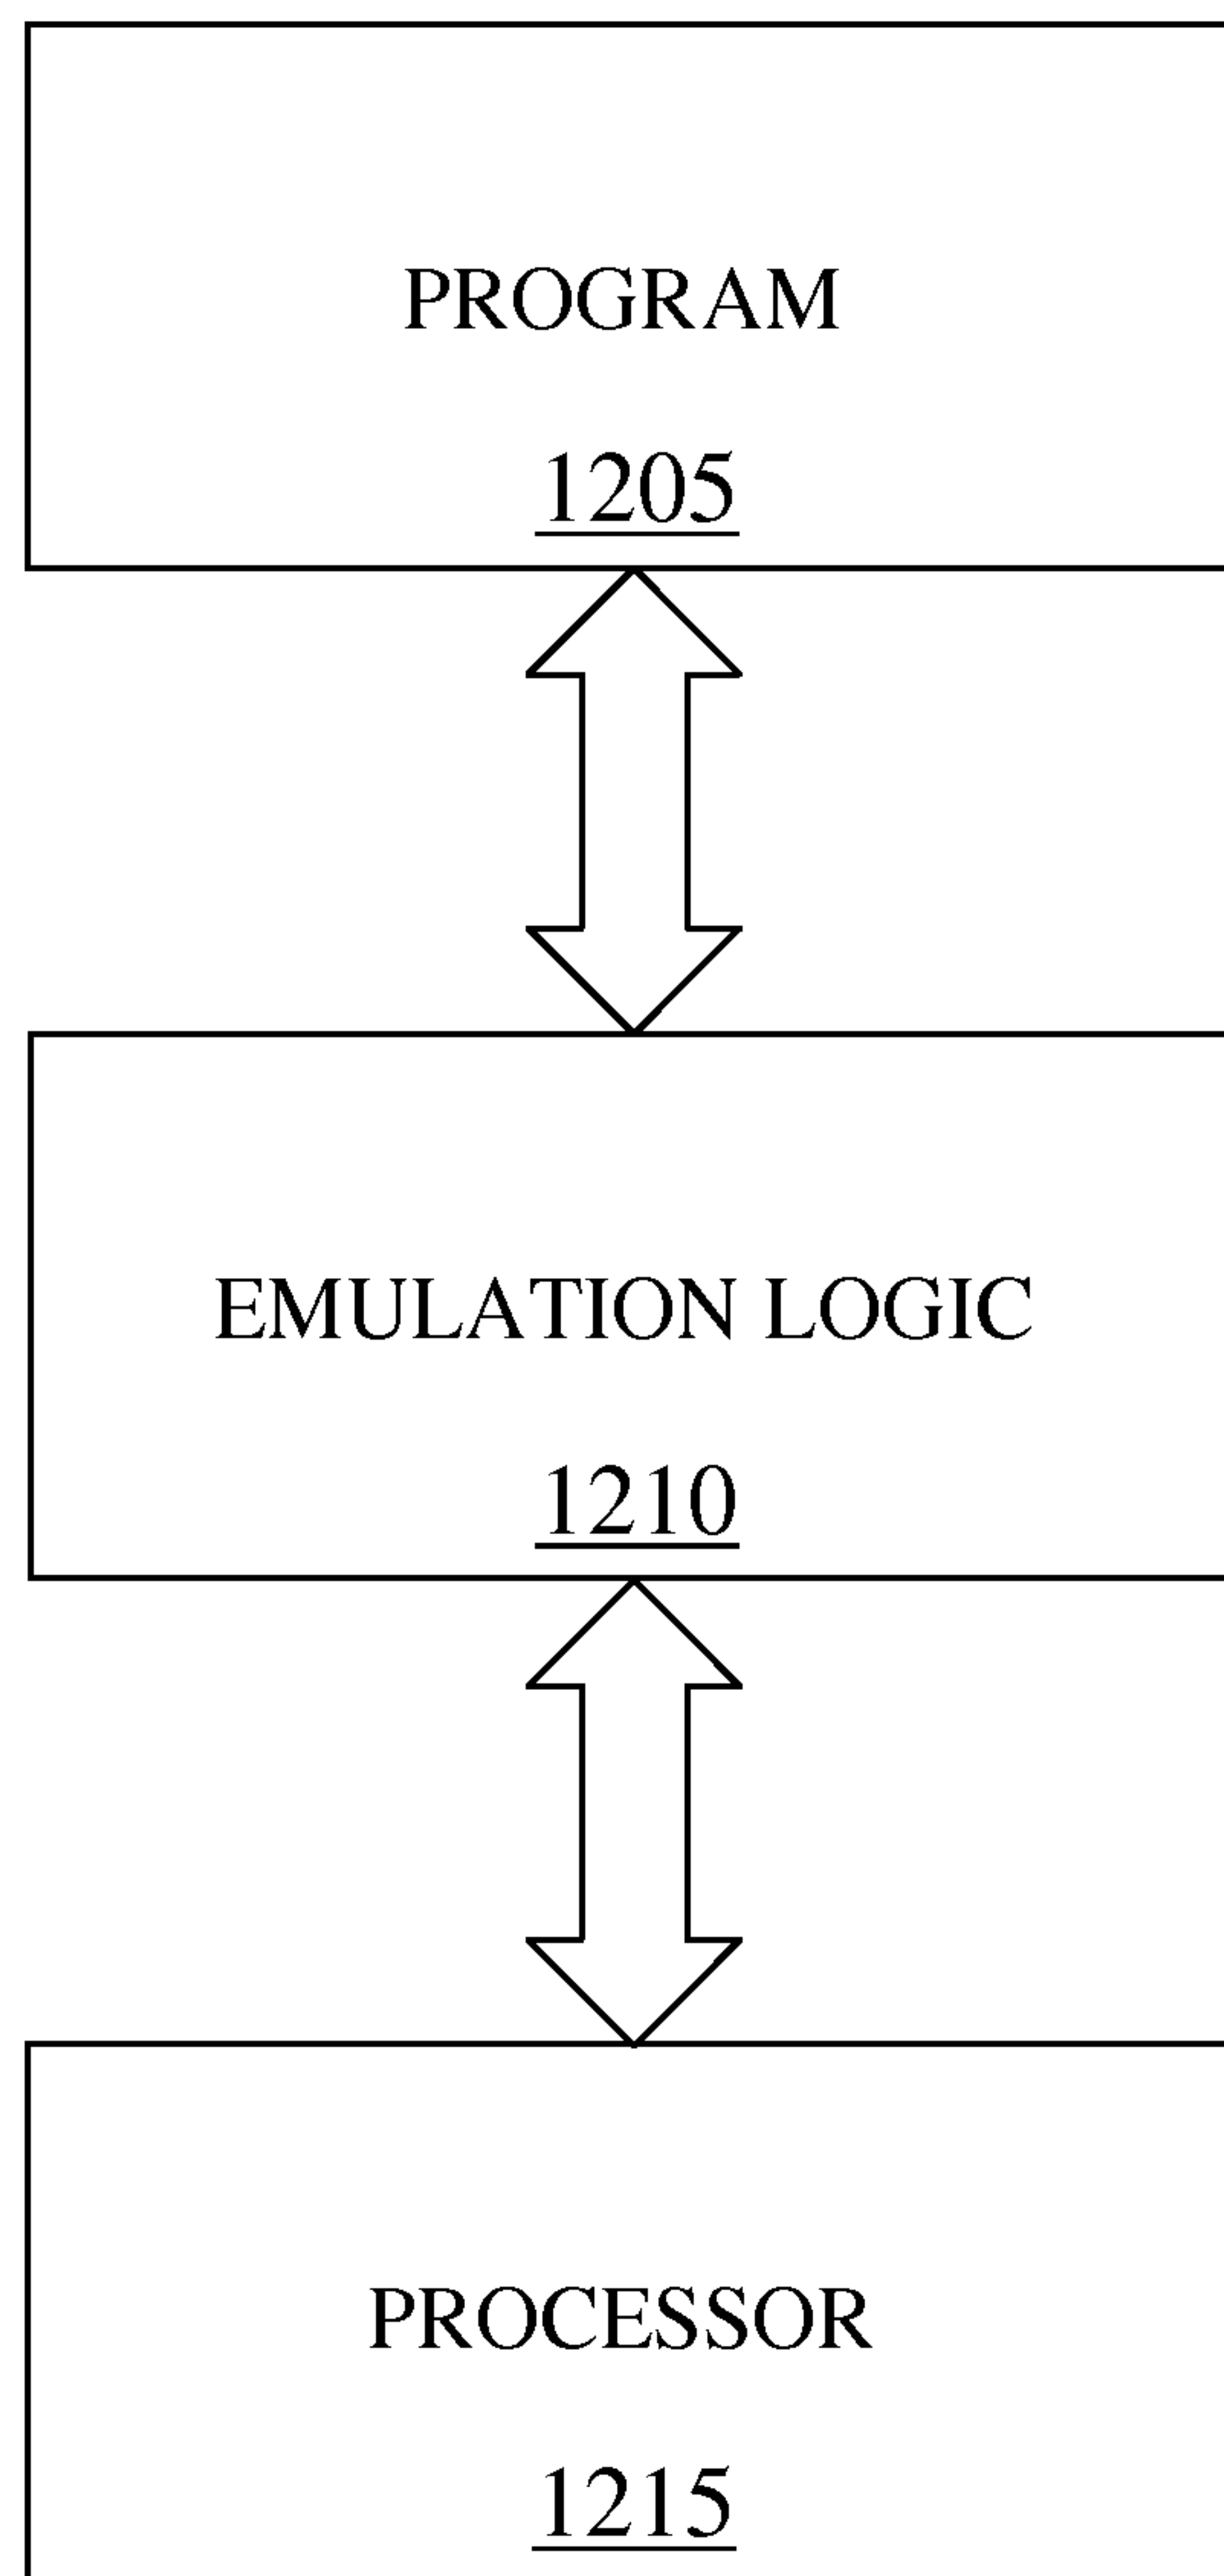 PROGRAM
1205
EMULATION LOGIC
1210
PROCESSOR
1215